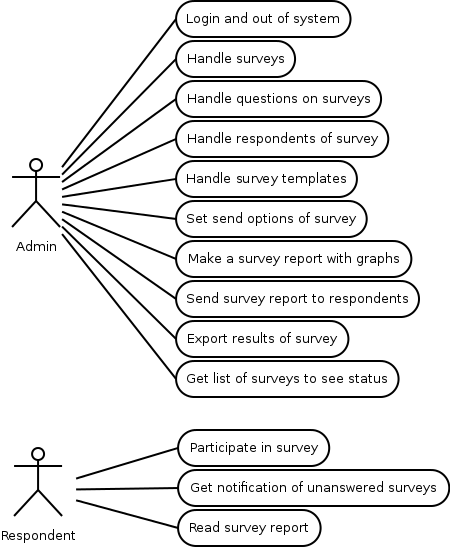 Login and out of system
Handle surveys
Handle questions on surveys
Handle respondents of survey
Handle survey templates
Set send options of survey
Admin
Make a survey report with graphs
Send survey report to respondents
Export results of survey
Get list of surveys to see status
Participate in survey
Get notification of unanswered surveys
Read survey report
Respondent